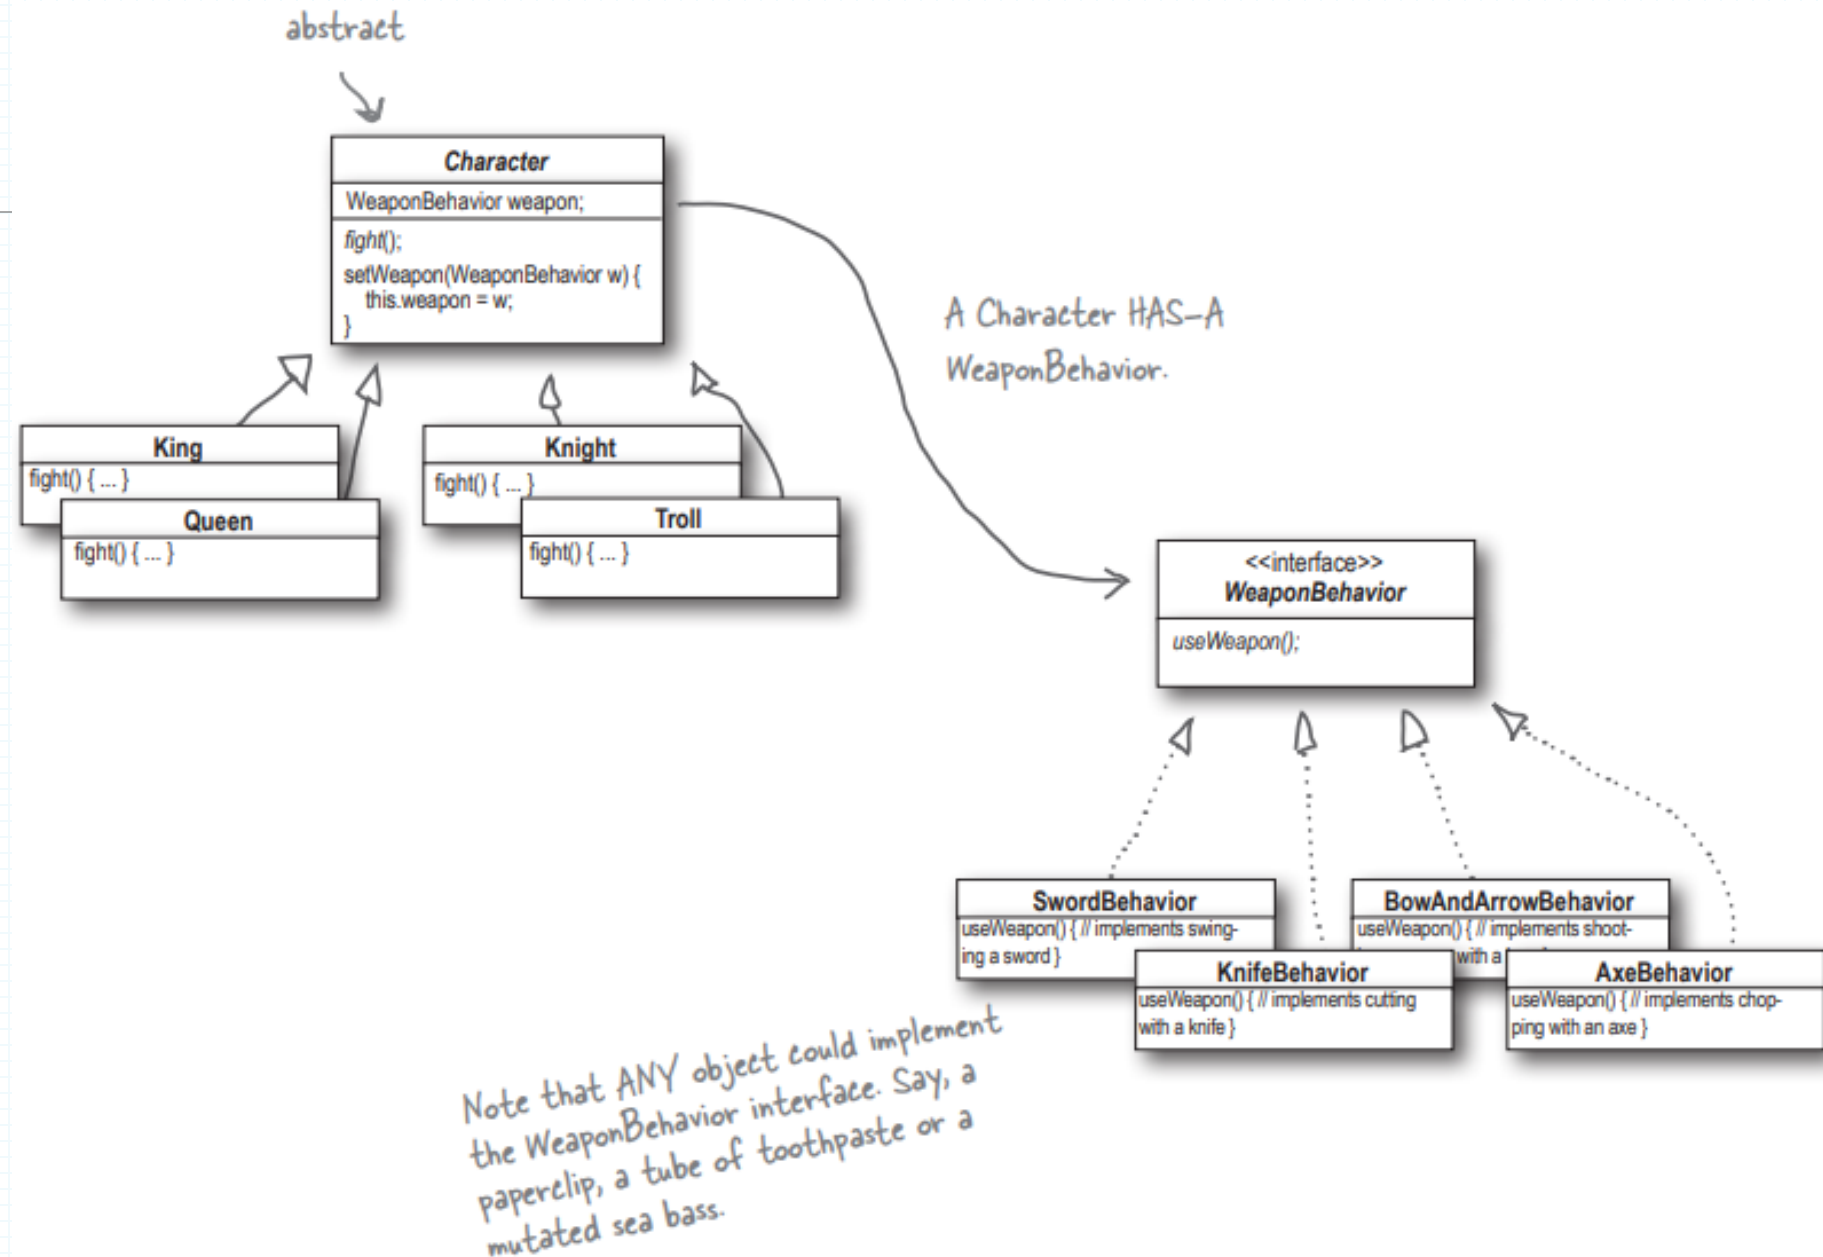 abstract
Character
WeaponBehavior weapon;
fight();
setWeapon(WeaponBehavior w) {
this.weapon = w;
}
A Character HAS-A
WeaponBehavior.
King
fight() { ... }
Queen
fight() { ... }
Knight
fight() { ... }
Troll
fight() { ... }
<<interface>>
WeaponBehavior
useWeapon();
SwordBehavior
useWeapon() { // implements swing-
ing a sword }
KnifeBehavior
useWeapon() { // implements cutting
with a knife }
BowAndArrowBehavior
useWeapon() { // implements shoot-
with a
AxeBehavior
useWeapon() { // implements chop-
ping with an axe }
Note that ANY object could implement
the WeaponBehavior interface. Say, a
paperclip, a tube of toothpaste or a
mutated sea bass.